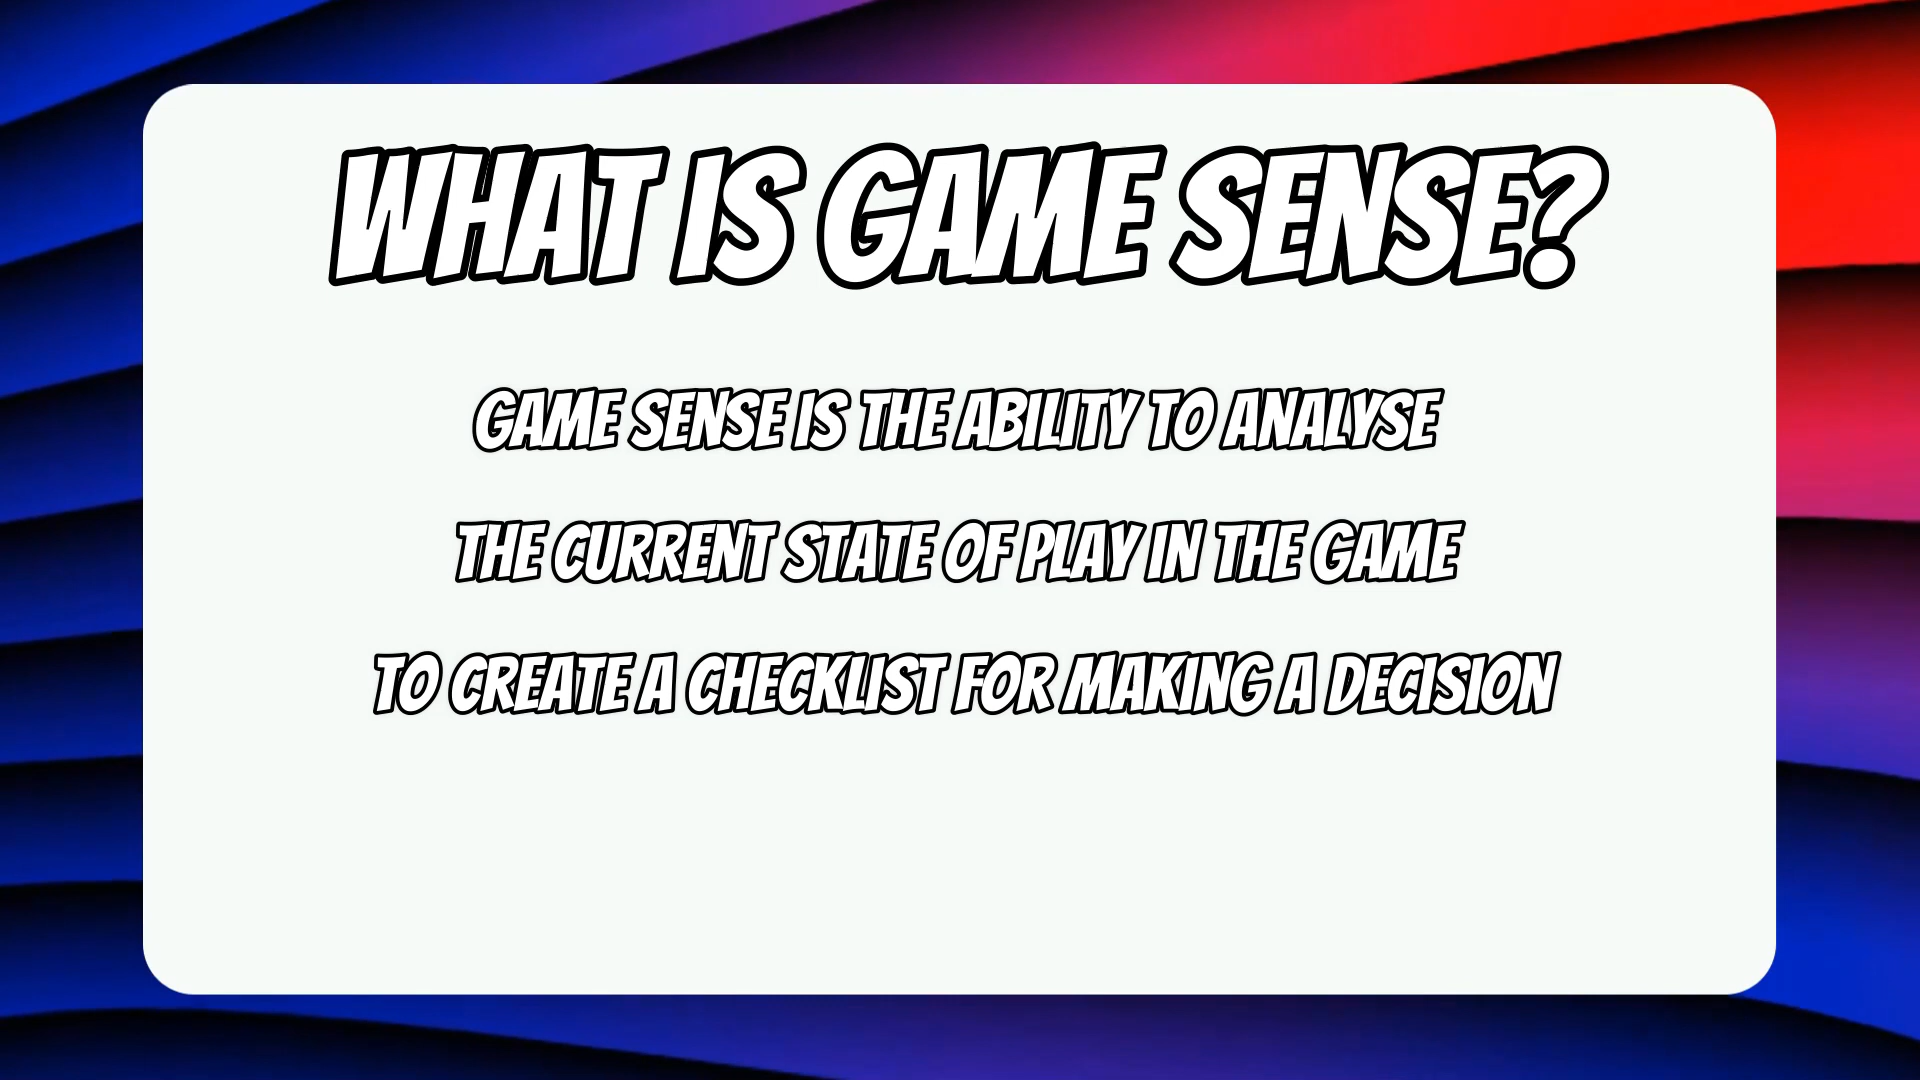 WHAT IS GAME SENSE?
GAME SENSE IS THE ABILITY TO ANALYSE
THE CURRENT STATE OF PLAY IN THE GAME
TO CREATE A CHECKLIST FOR MAKING A DECISION